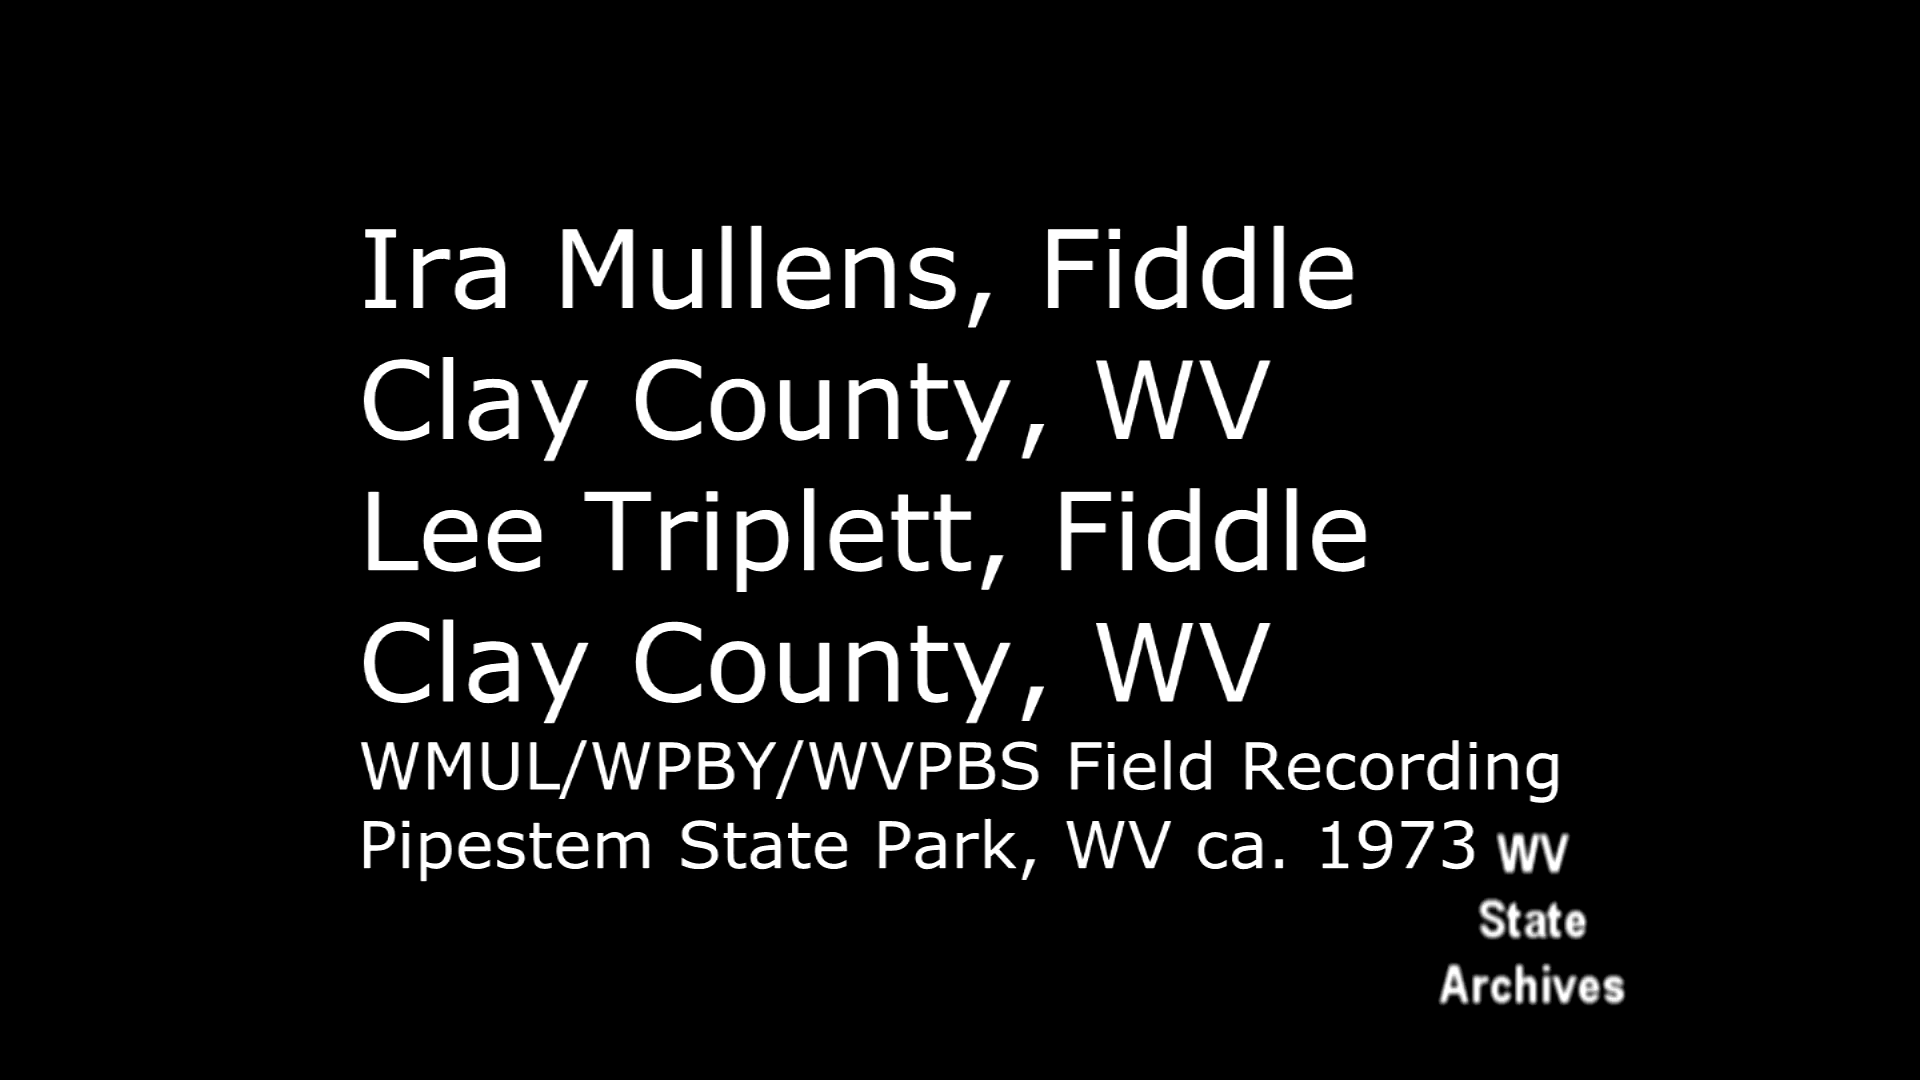 Ira Mullens, Fiddle
Clay County, WV
Lee Triplett, Fiddle
Clay County, WV
WMUL/WPBY/WVPBS Field Recording
Pipestem State Park, WV ca. 1973
WV
State
Archives